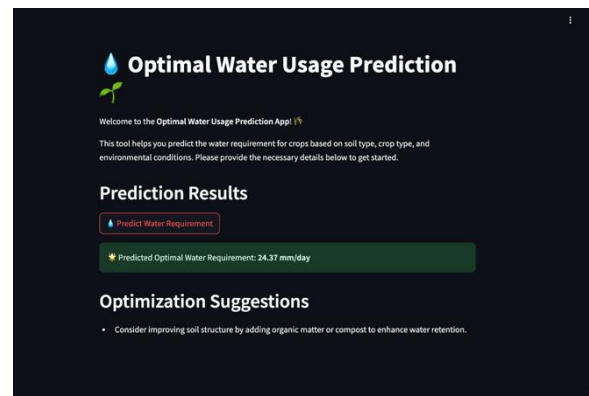 💧 Optimal Water Usage Prediction
🌱
Welcome to the Optimal Water Usage Prediction App! 🌾
This tool helps you predict the water requirement for crops based on soil type, crop type, and
environmental conditions. Please provide the necessary details below to get started.
Prediction Results
💧 Predict Water Requirement
🌟 Predicted Optimal Water Requirement: 24.37 mm/day
Optimization Suggestions
• Consider improving soil structure by adding organic matter or compost to enhance water retention.